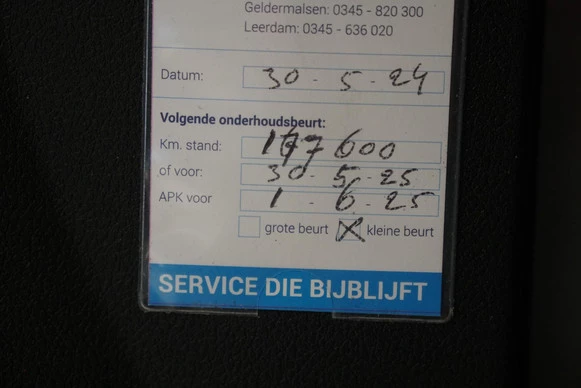 Geldermalsen: 0345 - 820 300
Leerdam: 0345 - 636 020
Datum: 30 - 5 - 24
Volgende onderhoudsbeurt:
Km. stand: 600
of voor: 30 - 5 - 25
APK voor 1 - 6 - 25
grote beurt kleine beurt
SERVICE DIE BIJBLIJFT